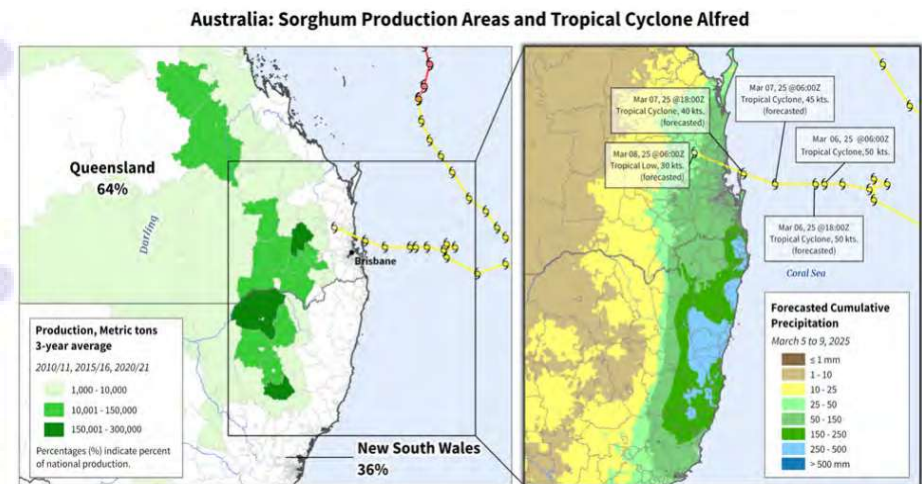 Australia: Sorghum Production Areas and Tropical Cyclone Alfred
Queensland
64%
Darling
Brisbane
Production, Metric tons
3-year average
2010/11, 2015/16, 2020/21
1,000 - 10,000
10,001 - 150,000
150,001 - 300,000
Percentages (%) indicate percent
of national production.
New South Wales
36%
Mar 07, 25 @18:00Z
Tropical Cyclone, 40 kts.
(forecasted)
Mar 07, 25 @06:00Z
Tropical Cyclone, 45 kts.
(forecasted)
Mar 08, 25 @06:00Z
Tropical Low, 30 kts.
(forecasted)
Mar 06, 25 @06:00Z
Tropical Cyclone, 50 kts.
Mar 06, 25 @18:00Z
Tropical Cyclone, 50 kts.
(forecasted)
Coral Sea
Forecasted Cumulative
Precipitation
March 5 to 9, 2025
≤ 1 mm
1 - 10
10 - 25
25 - 50
50 - 150
150 - 250
250 - 500
> 500 mm